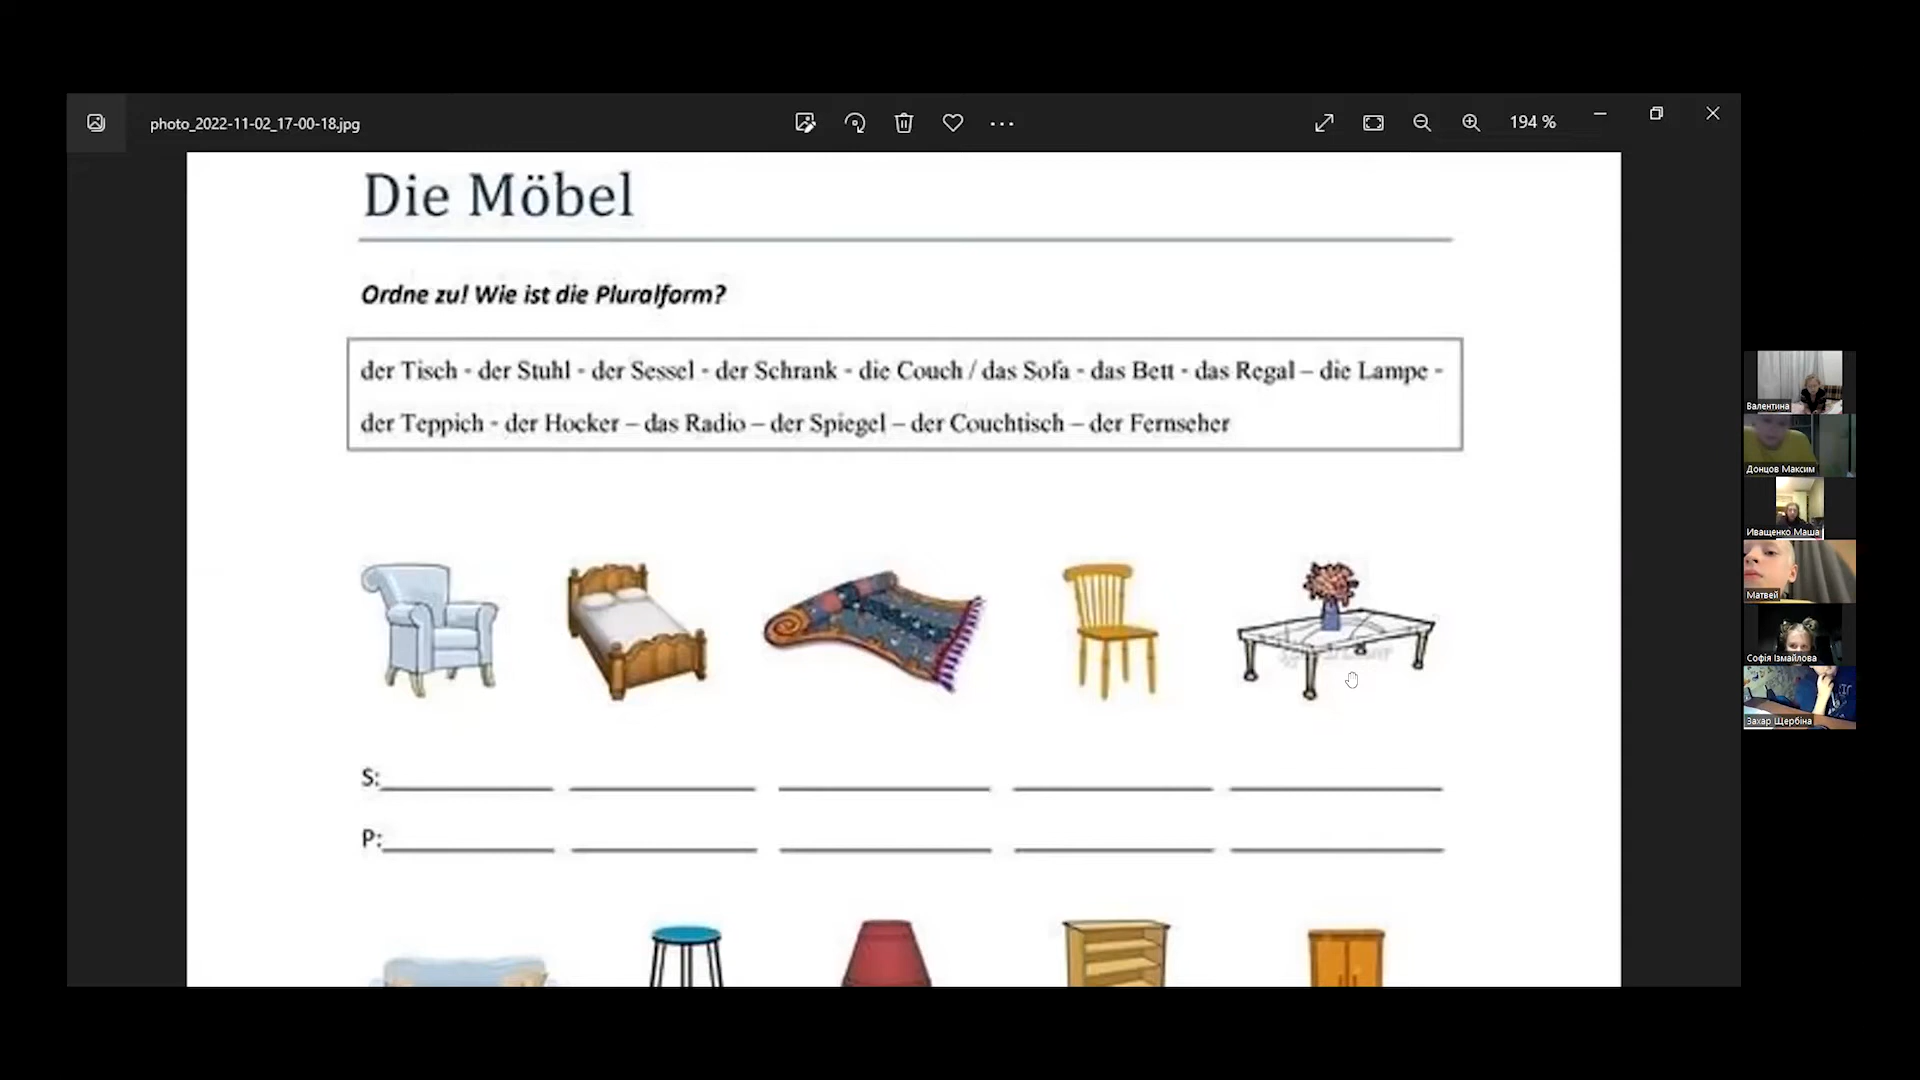 photo_2022-11-02_17-00-18.jpg
194 %
Die Möbel
Ordne zu! Wie ist die Pluralform?
der Tisch - der Stuhl - der Sessel - der Schrank - die Couch / das Sofa - das Bett - das Regal – die Lampe -
der Teppich - der Hocker – das Radio – der Spiegel – der Couchtisch – der Fernseher
S:
P:
Валентина
Донцов Максим
Иващенко Маша
Матвей
Софія Ізмайлова
Захар Щербіна